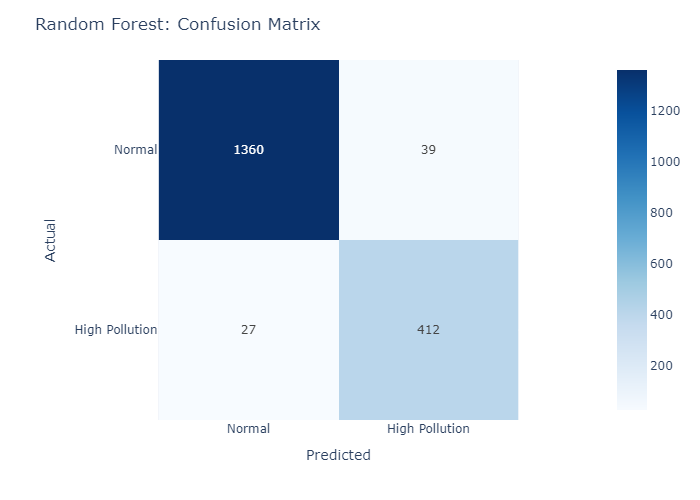 Random Forest: Confusion Matrix
Actual
Normal
High Pollution
1360
39
27
412
Normal
High Pollution
Predicted
1200
1000
800
600
400
200